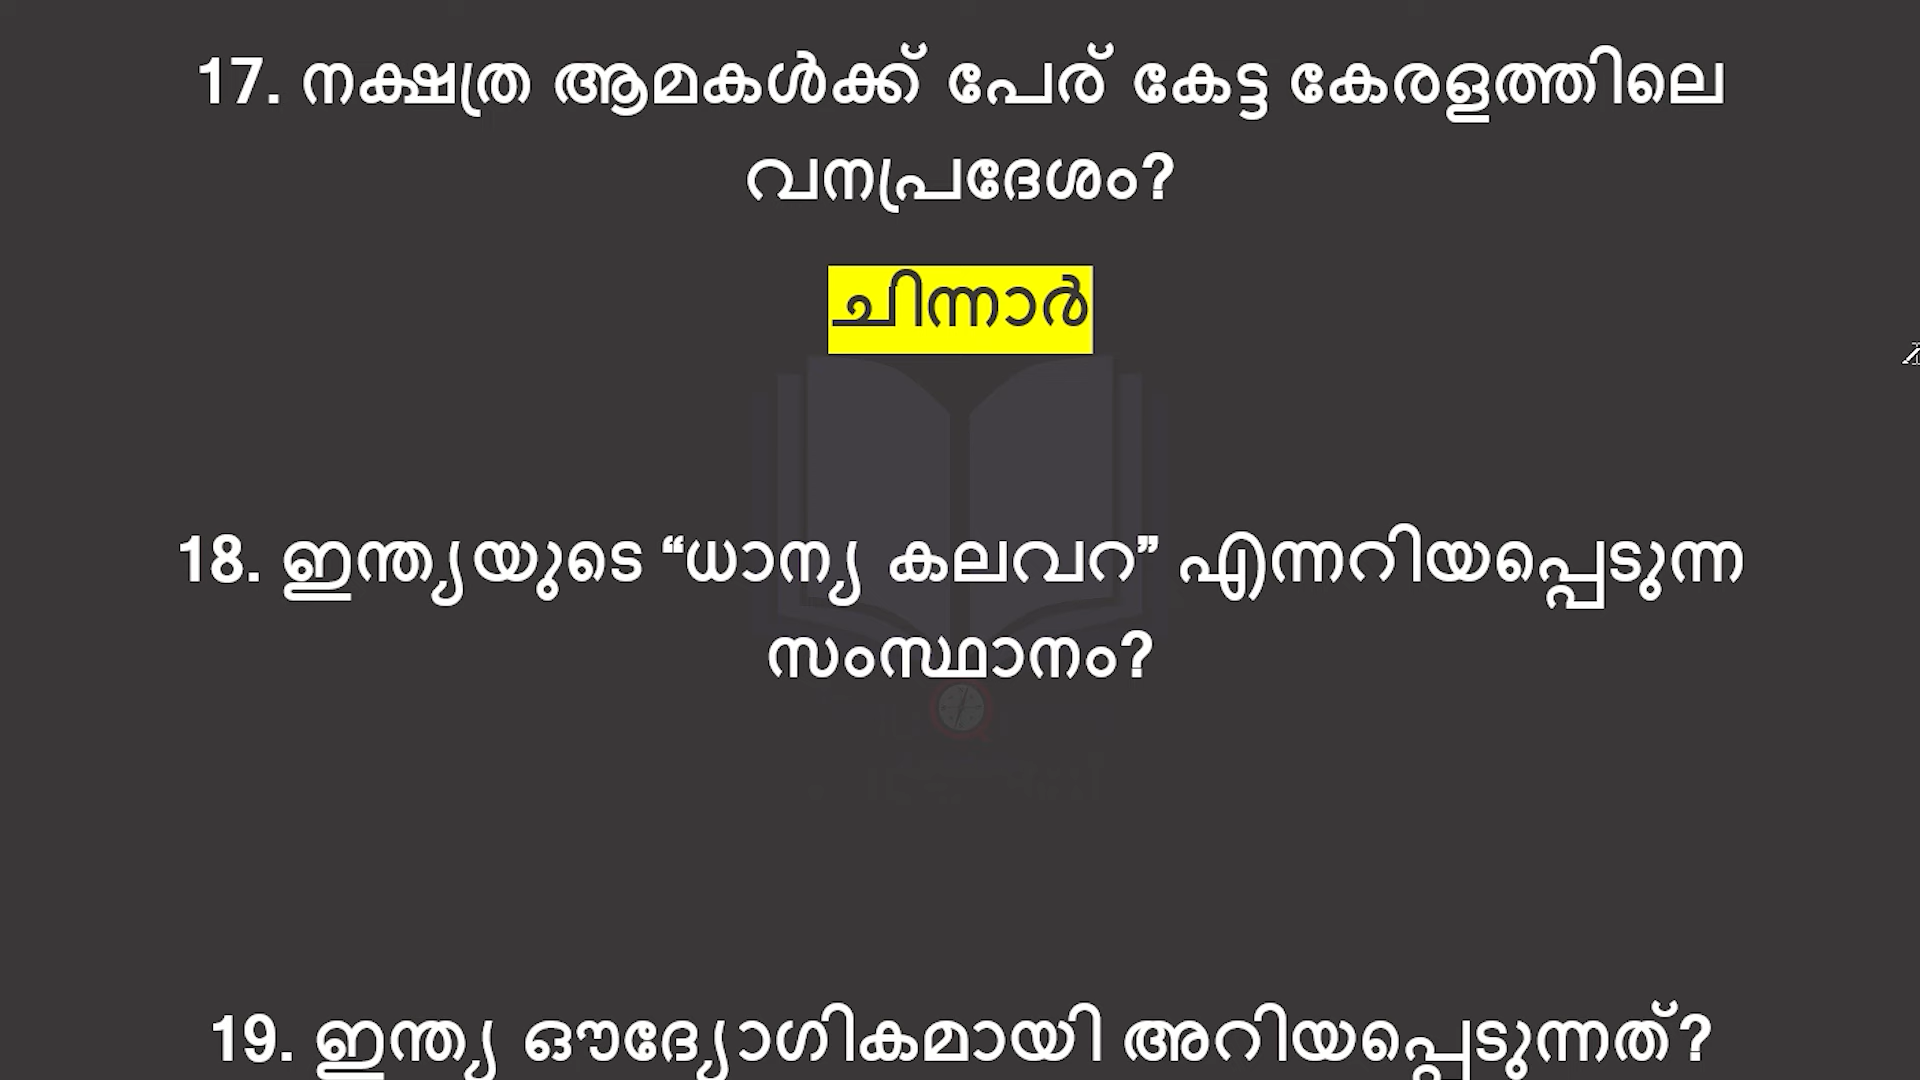 17. നക്ഷത്ര ആമകൾക്ക് പേര് കേട്ട കേരളത്തിലെ
വനപ്രദേശം?
ചിന്നാർ
18. ഇന്ത്യയുടെ “ധാന്യ കലവറ” എന്നറിയപ്പെടുന്ന
സംസ്ഥാനം?
19. ഇന്ത്യ ഔദ്യോഗികമായി അറിയപ്പെടുന്നത്?